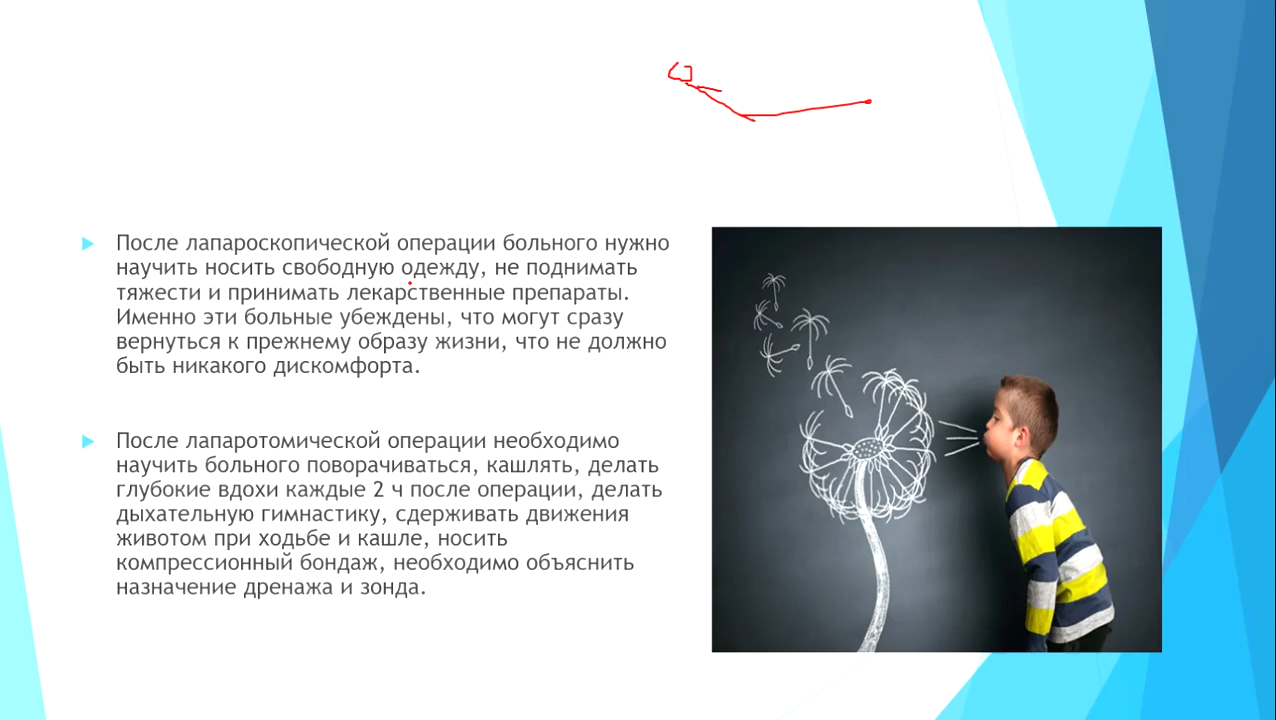 После лапароскопической операции больного нужно
научить носить свободную одежду, не поднимать
тяжести и принимать лекарственные препараты.
Именно эти больные убеждены, что могут сразу
вернуться к прежнему образу жизни, что не должно
быть никакого дискомфорта.
После лапаротомической операции необходимо
научить больного поворачиваться, кашлять, делать
глубокие вдохи каждые 2 ч после операции, делать
дыхательную гимнастику, сдерживать движения
животом при ходьбе и кашле, носить
компрессионный бондаж, необходимо объяснить
назначение дренажа и зонда.